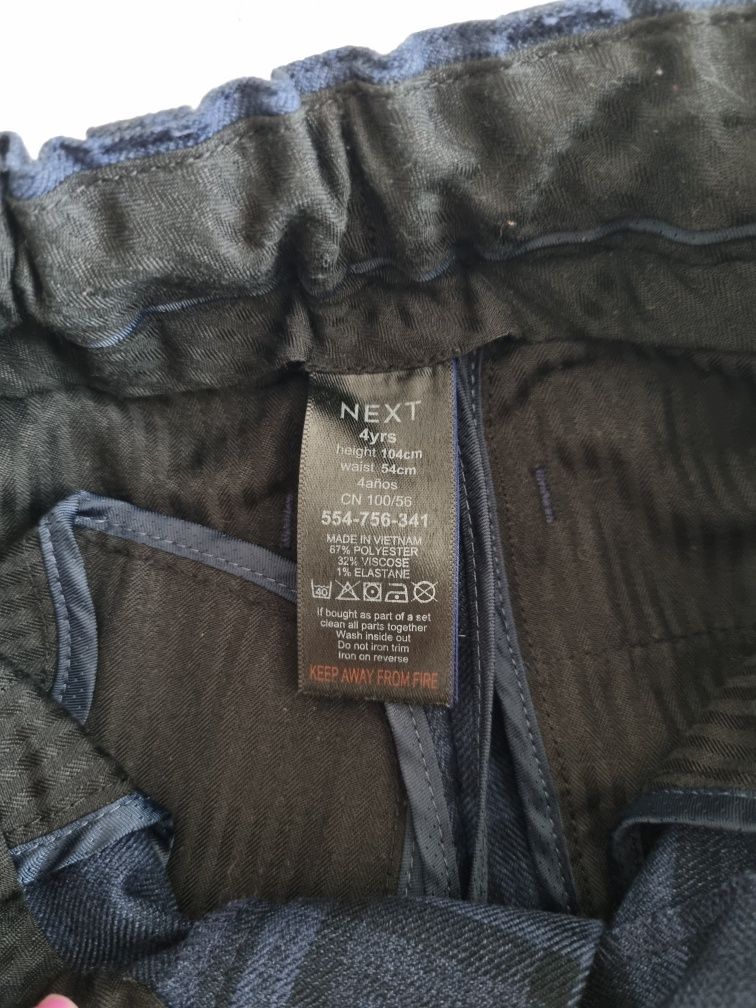 NEXT
4yrs
height 104cm
waist 54cm
4años
CN 100/56
554-756-341
MADE IN VIETNAM
67% POLYESTER
32% VISCOSE
1% ELASTANE
40
If bought as part of a set
clean all parts together
Wash inside out
Do not iron trim
Iron on reverse
KEEP AWAY FROM FIRE